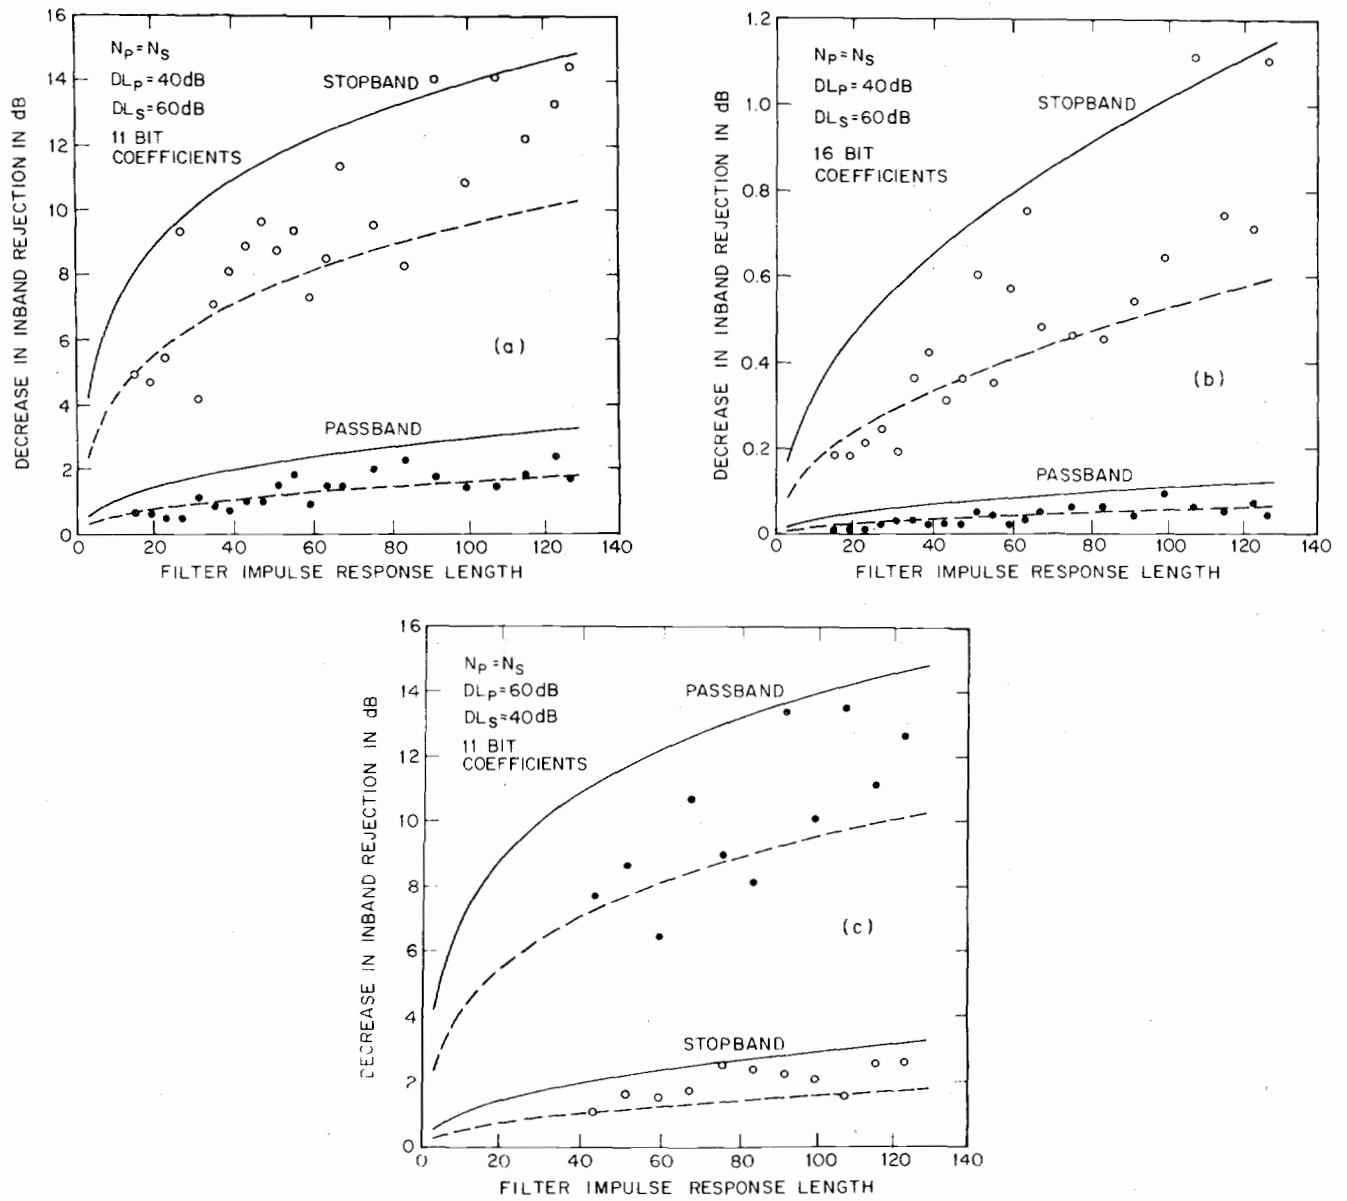 DECREASE IN INBAND REJECTION IN dB
16
14
12
10
8
6
4
2
0
N_P = N_S
DL_P = 40dB
DL_S = 60dB
11 BIT
COEFFICIENTS
STOPBAND
(a)
PASSBAND
0 20 40 60 80 100 120 140
FILTER IMPULSE RESPONSE LENGTH
DECREASE IN INBAND REJECTION IN dB
1.2
1.0
0.8
0.6
0.4
0.2
0
N_P = N_S
DL_P = 40dB
DL_S = 60dB
16 BIT
COEFFICIENTS
STOPBAND
(b)
PASSBAND
0 20 40 60 80 100 120 140
FILTER IMPULSE RESPONSE LENGTH
DECREASE IN INBAND REJECTION IN dB
16
14
12
10
8
6
4
2
0
N_P = N_S
DL_P = 60dB
DL_S = 40dB
11 BIT
COEFFICIENTS
PASSBAND
(c)
STOPBAND
0 20 40 60 80 100 120 140
FILTER IMPULSE RESPONSE LENGTH